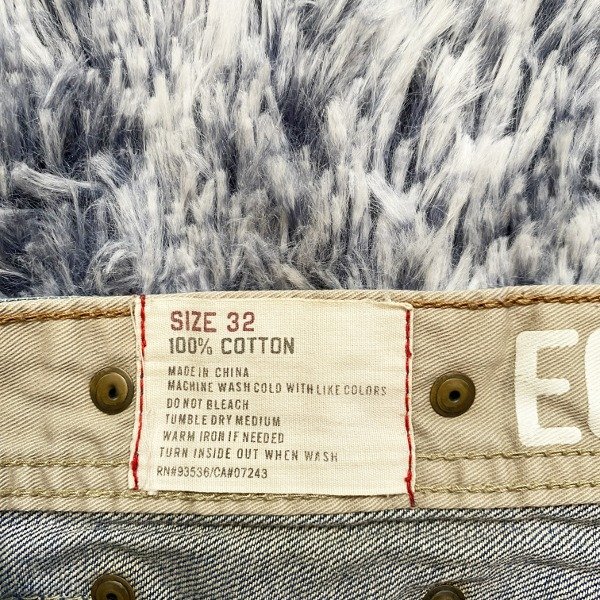 SIZE 32
100% COTTON
MADE IN CHINA
MACHINE WASH COLD WITH LIKE COLORS
DO NOT BLEACH
TUMBLE DRY MEDIUM
WARM IRON IF NEEDED
TURN INSIDE OUT WHEN WASH
RN#93536/CA#07243